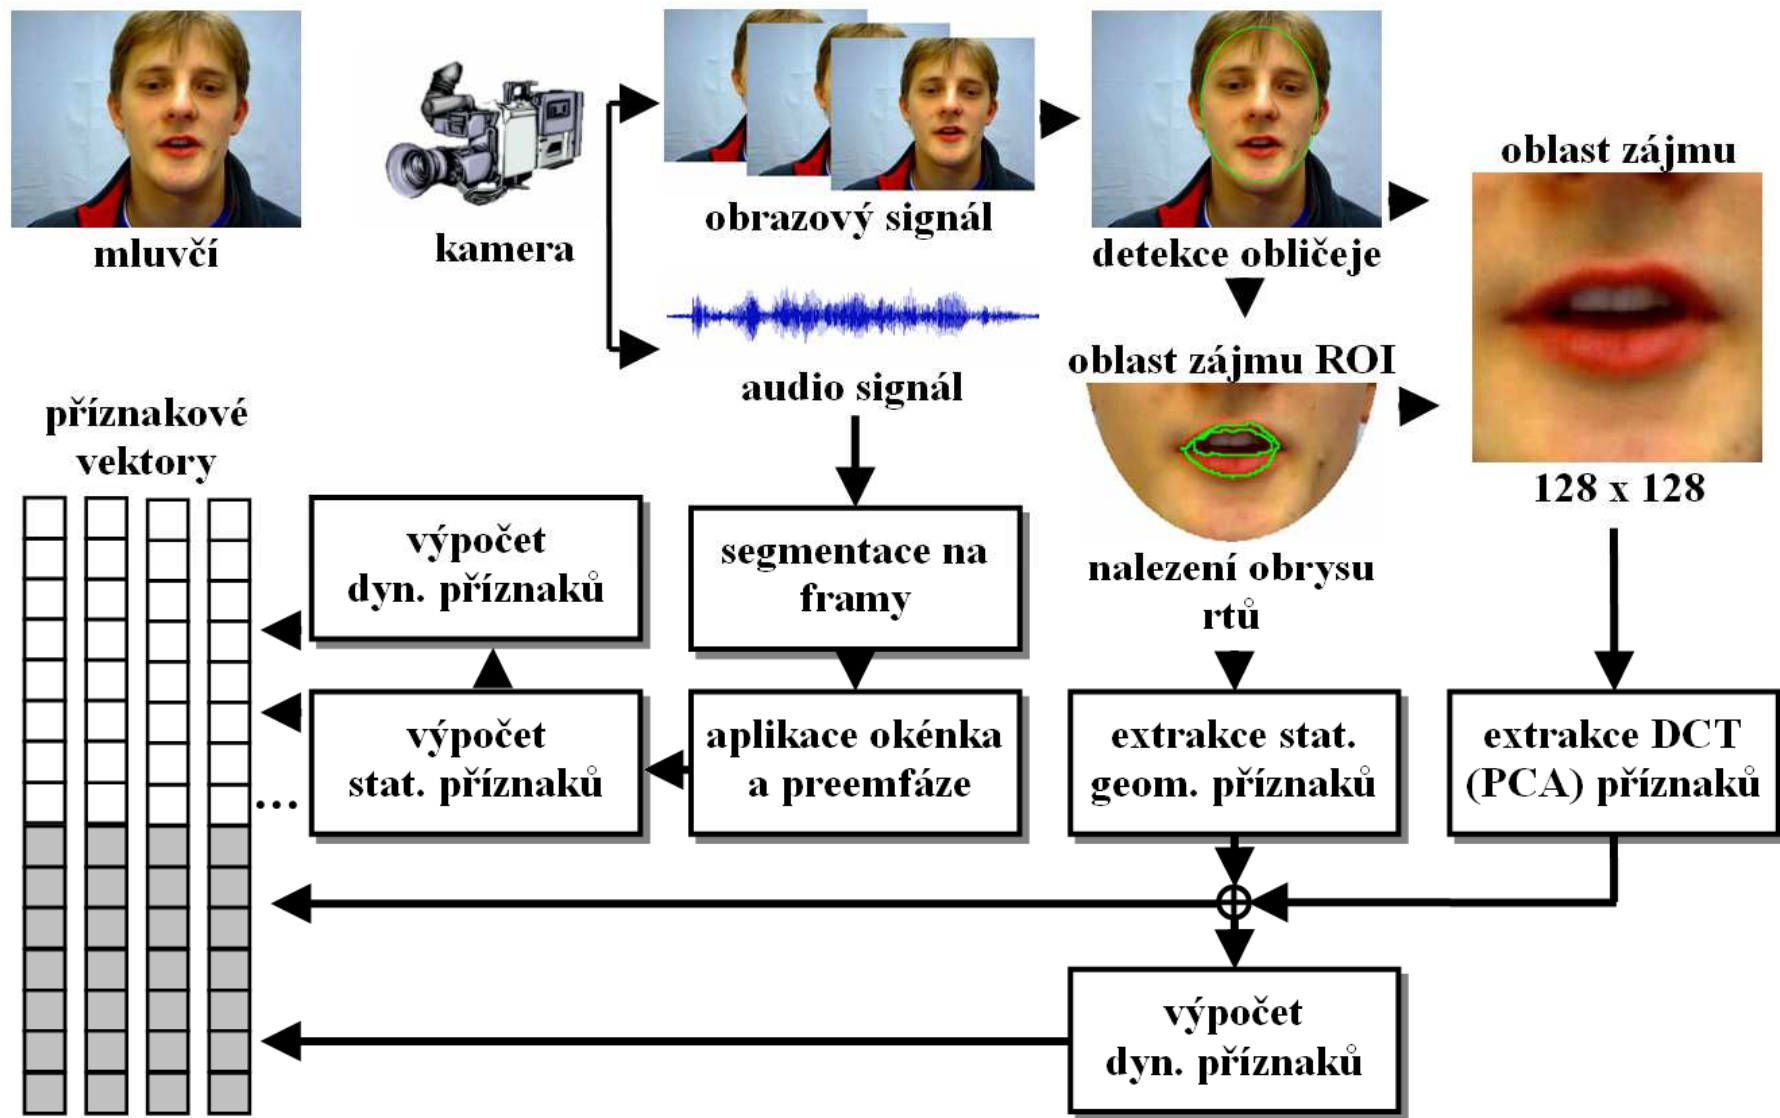 mluvčí
kamera
obrazový signál
detekce obličeje
oblast zájmu
audio signál
oblast zájmu ROI
128 x 128
příznakové
vektory
výpočet
dyn. příznaků
segmentace na
framy
nalezení obrysu
rtů
výpočet
stat. příznaků
aplikace okénka
a preemfáze
extrakce stat.
geom. příznaků
extrakce DCT
(PCA) příznaků
...
výpočet
dyn. příznaků